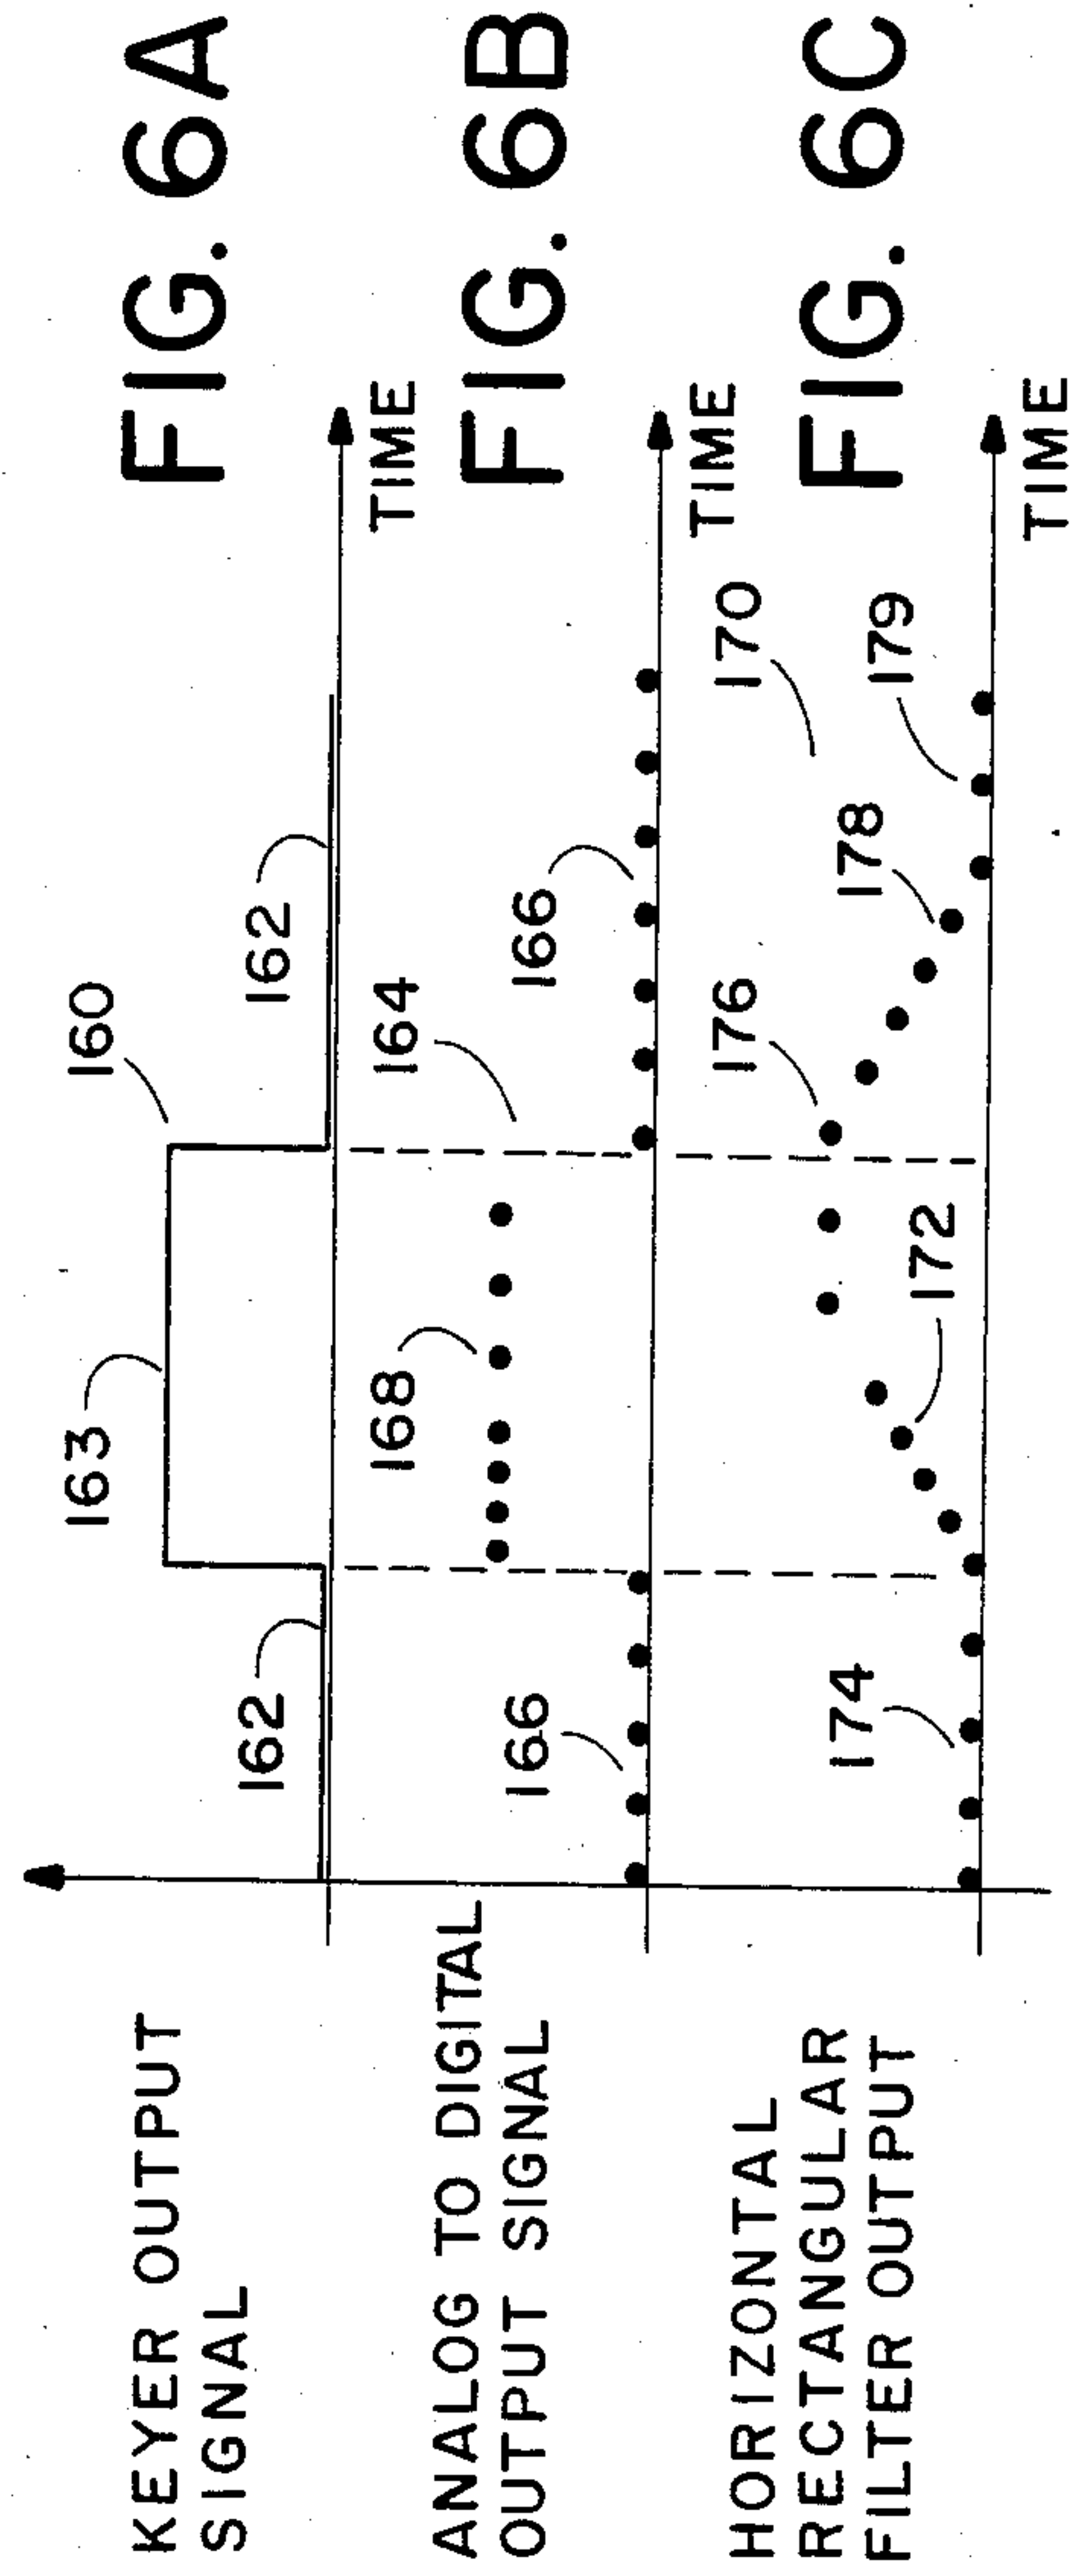 FIG. 6A
KEYER OUTPUT
SIGNAL
162
163
160
162
TIME
FIG. 6B
ANALOG TO DIGITAL
OUTPUT SIGNAL
166
168
164
166
TIME
FIG. 6C
HORIZONTAL
RECTANGULAR
FILTER OUTPUT
174
172
176
178
170
179
TIME